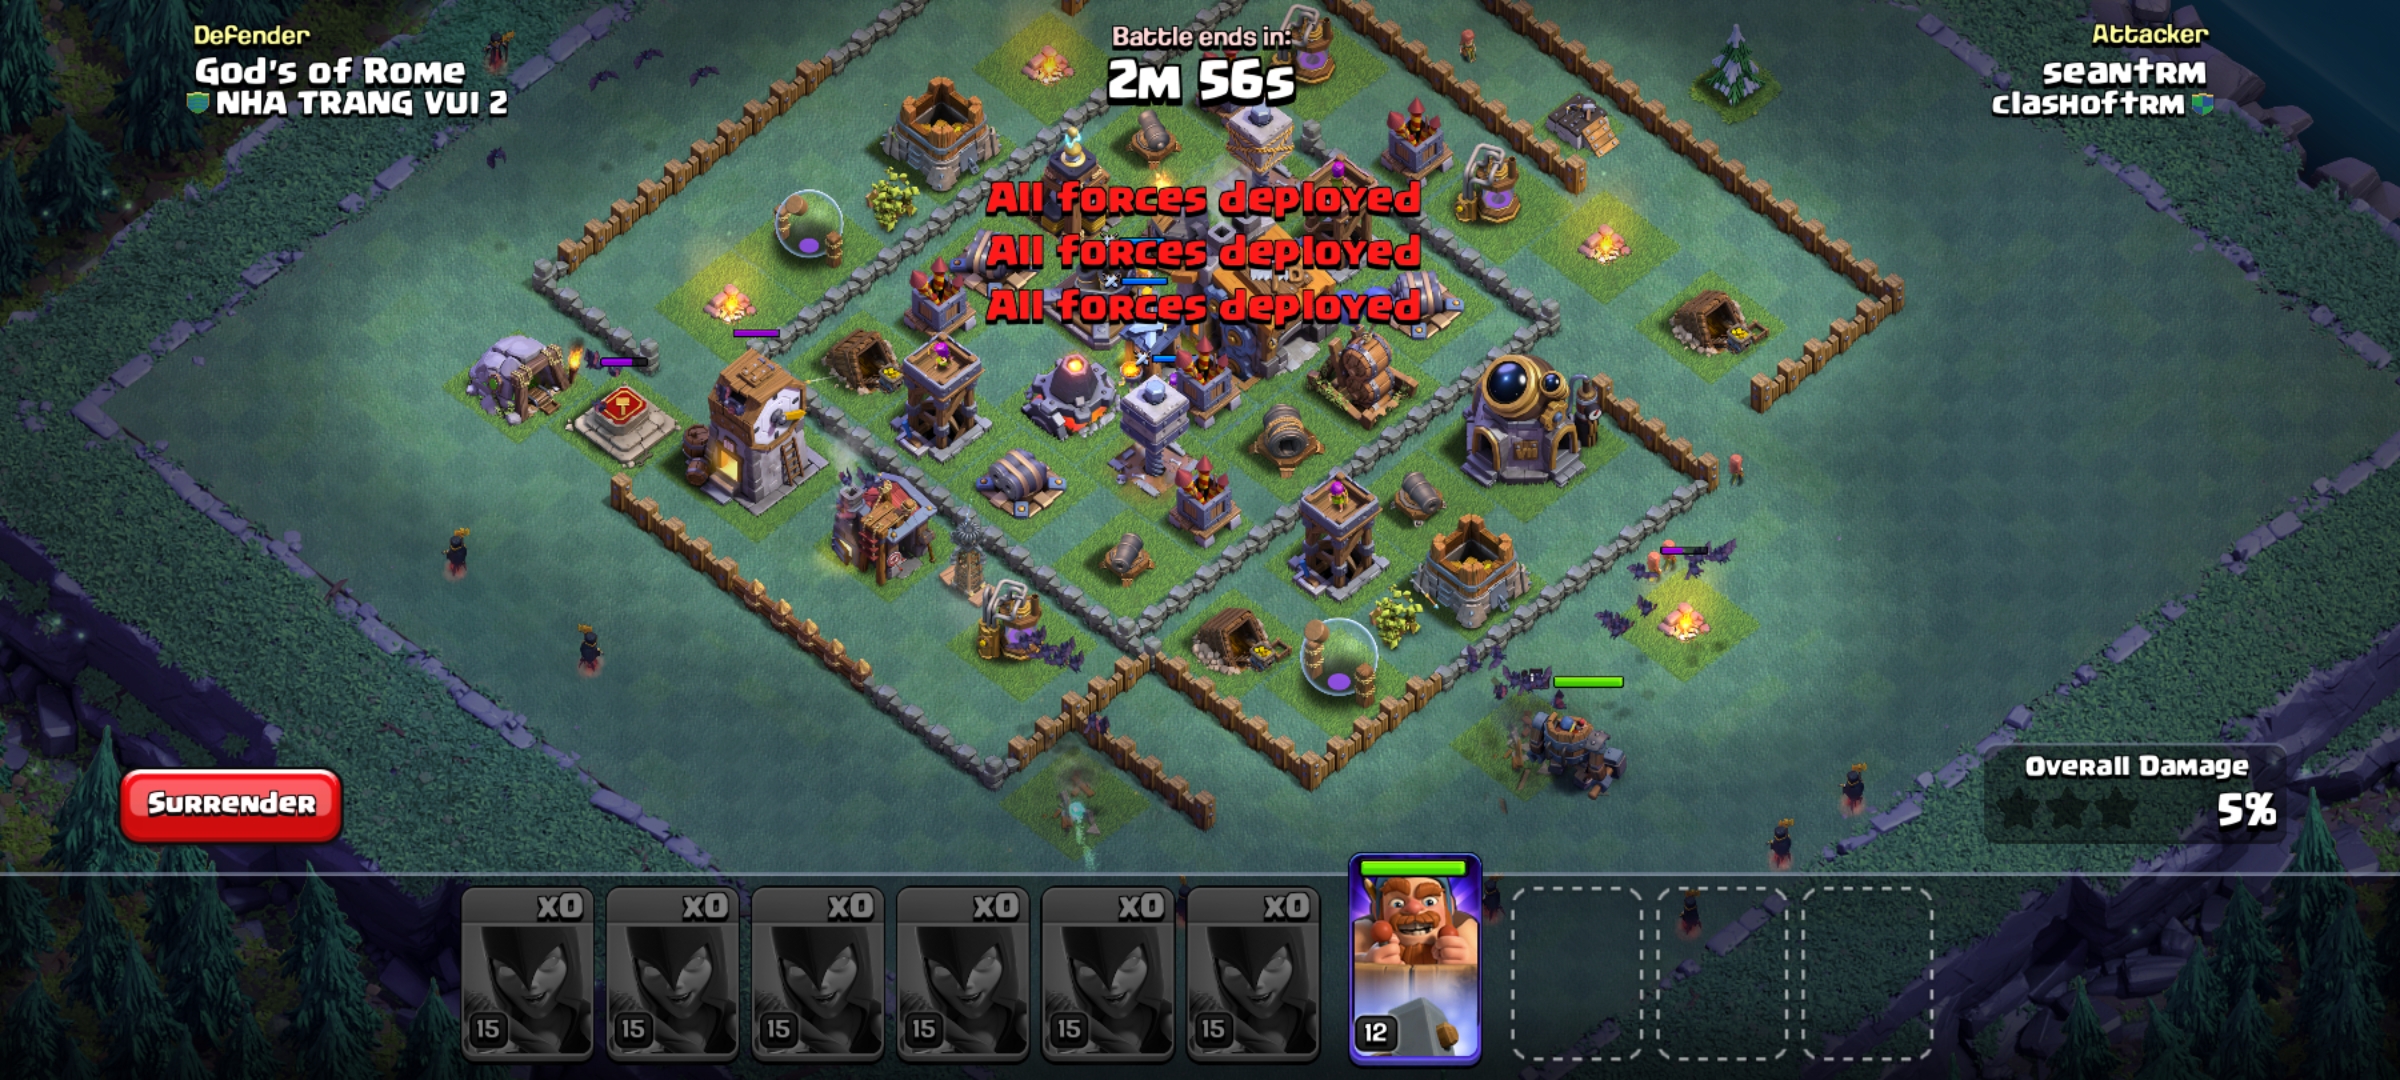 Defender
God's of Rome
NHA TRANG VUI 2
Battle ends in:
2m 56s
Attacker
seantrm
clashoftrm
All forces deployed
All forces deployed
All forces deployed
Surrender
Overall Damage
5%
x0
x0
x0
x0
x0
x0
15
15
15
15
15
15
12